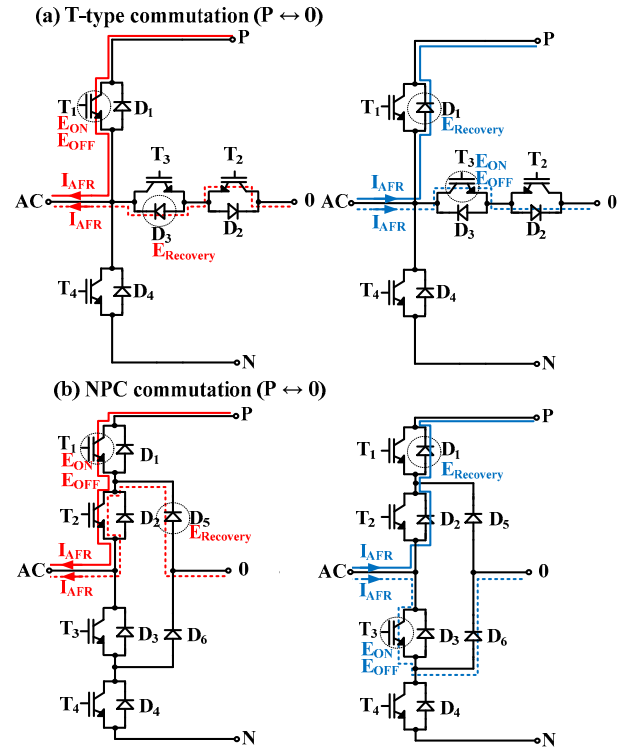 (a) T-type commutation (P ↔ 0)
P
T1
D1
EON
EOFF
T3
T2
IAFR
AC
0
IAFR
D3
D2
ERecovery
T4
D4
N
P
T1
D1
ERecovery
T3
EON
EOFF
T2
IAFR
AC
0
IAFR
D3
D2
T4
D4
N
(b) NPC commutation (P ↔ 0)
P
T1
D1
EON
EOFF
T2
D2
D5
ERecovery
IAFR
AC
0
IAFR
T3
D3
D6
T4
D4
N
P
T1
D1
ERecovery
T2
D2
D5
IAFR
AC
0
IAFR
T3
D3
D6
EON
EOFF
T4
D4
N